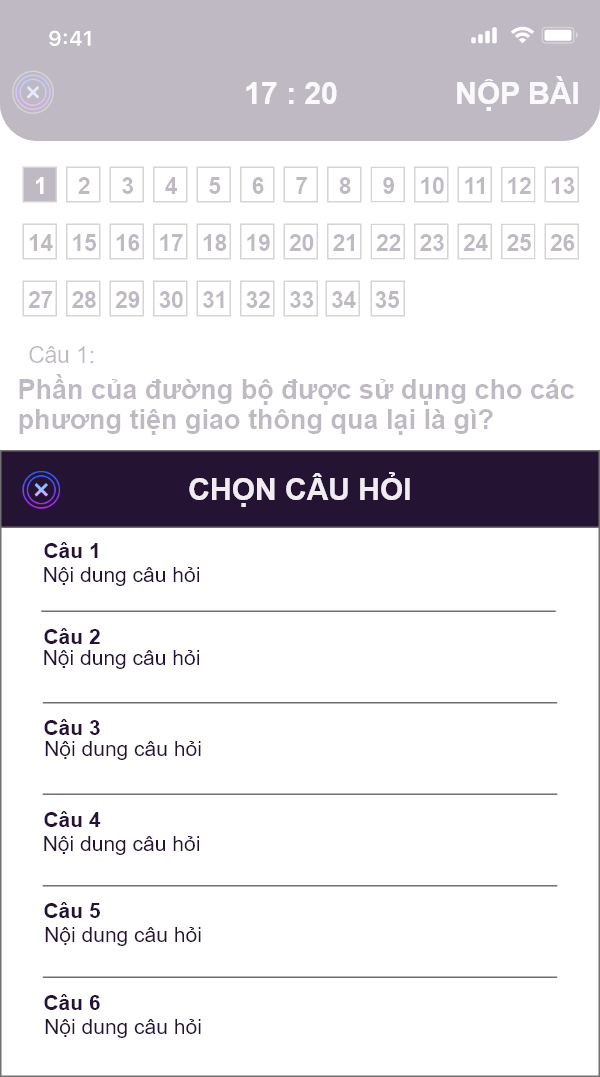 9:41
17 : 20 NỘP BÀI
1 2 3 4 5 6 7 8 9 10 11 12 13
14 15 16 17 18 19 20 21 22 23 24 25 26
27 28 29 30 31 32 33 34 35
Câu 1:
Phần của đường bộ được sử dụng cho các
phương tiện giao thông qua lại là gì?
CHỌN CÂU HỎI
Câu 1
Nội dung câu hỏi
Câu 2
Nội dung câu hỏi
Câu 3
Nội dung câu hỏi
Câu 4
Nội dung câu hỏi
Câu 5
Nội dung câu hỏi
Câu 6
Nội dung câu hỏi